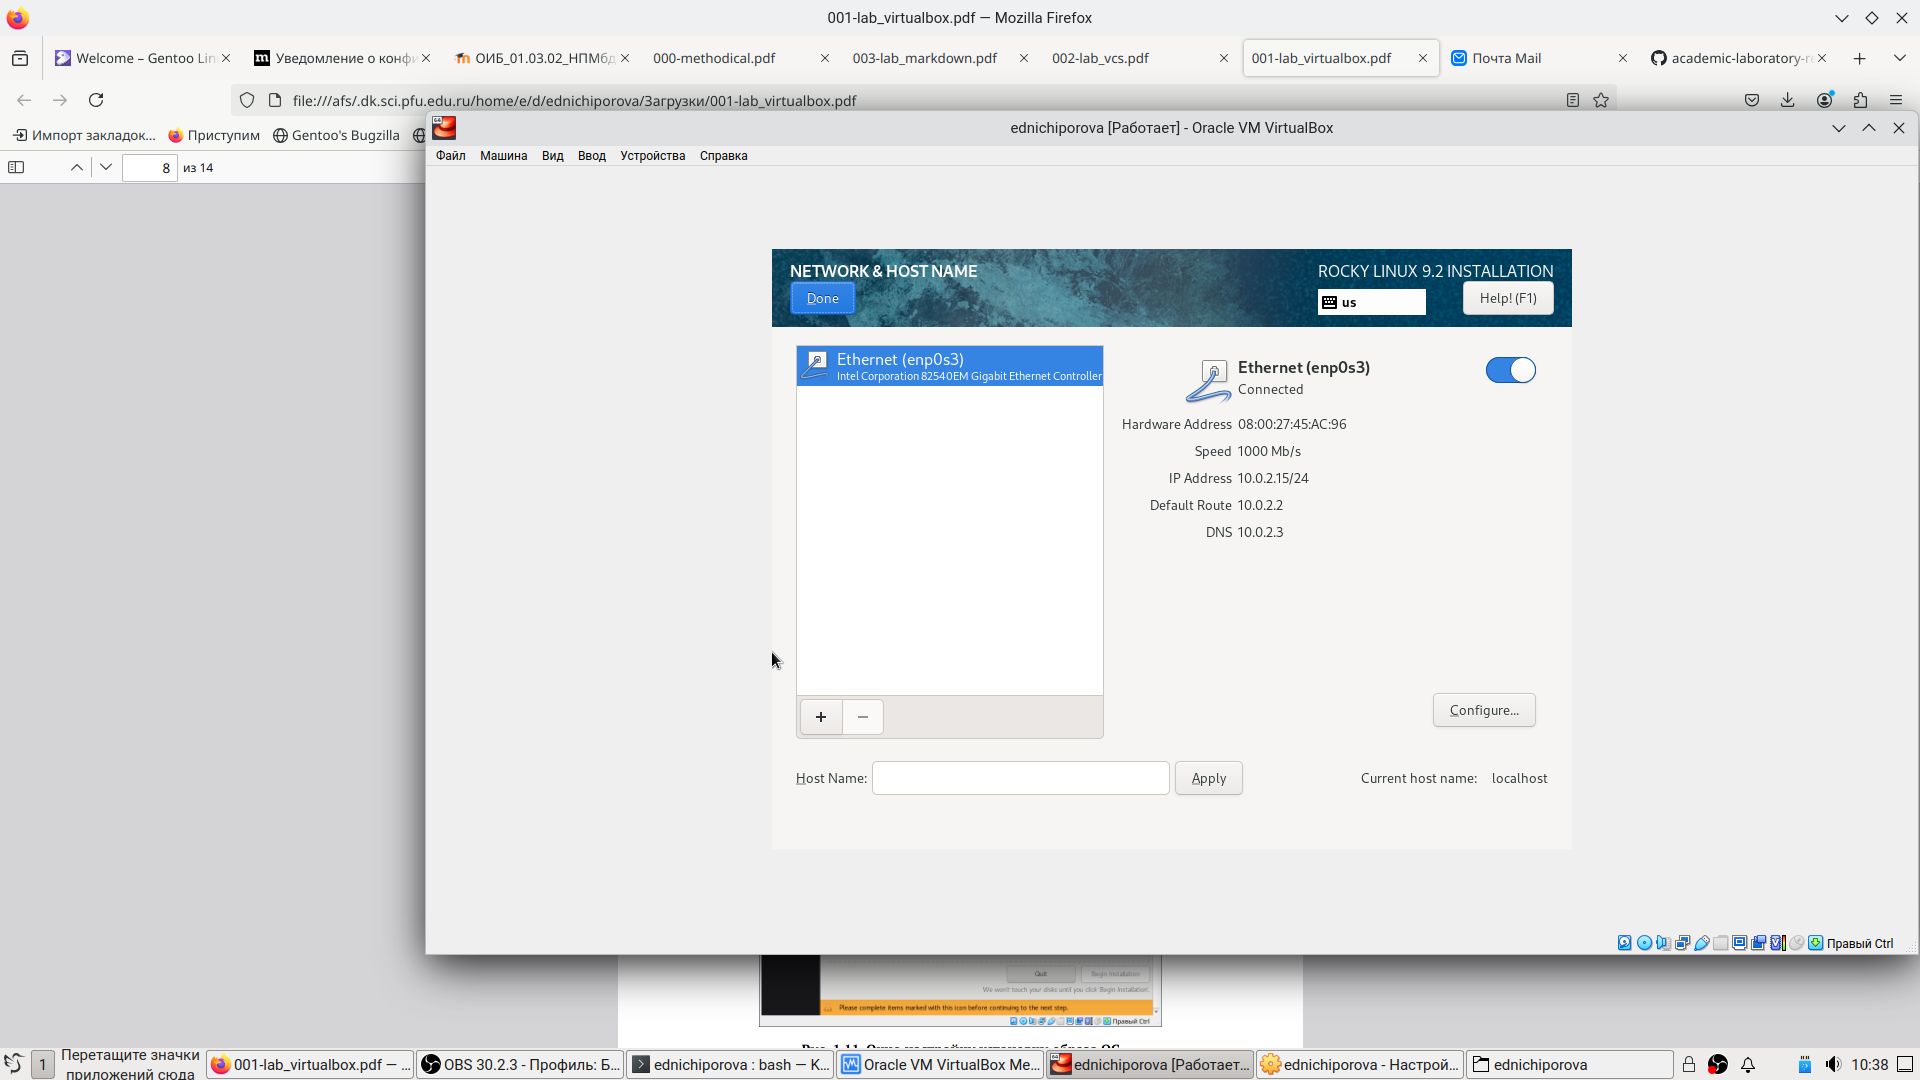 001-lab_virtualbox.pdf — Mozilla Firefox
Welcome – Gentoo Lin
Уведомление о конфи
ОИБ_01.03.02_НПМбд
000-methodical.pdf
003-lab_markdown.pdf
002-lab_vcs.pdf
001-lab_virtualbox.pdf
Почта Mail
academic-laboratory-r
file:///afs/.dk.sci.pfu.edu.ru/home/e/d/ednichiporova/Загрузки/001-lab_virtualbox.pdf
Импорт закладок...
Приступим
Gentoo's Bugzilla
64
ednichiporova [Работает] - Oracle VM VirtualBox
Файл Машина Вид Ввод Устройства Справка
8 из 14
NETWORK & HOST NAME
ROCKY LINUX 9.2 INSTALLATION
Done
us
Help! (F1)
Ethernet (enp0s3)
Intel Corporation 82540EM Gigabit Ethernet Controller
Ethernet (enp0s3)
Connected
Hardware Address 08:00:27:45:AC:96
Speed 1000 Mb/s
IP Address 10.0.2.15/24
Default Route 10.0.2.2
DNS 10.0.2.3
+ −
Configure...
Host Name:
Apply
Current host name: localhost
Правый Ctrl
Quit
Begin Installation
We won't touch your disks until you click 'Begin Installation'.
Please complete items marked with this icon before continuing to the next step.
Правый Ctrl
1
Перетащите значки
приложений сюда
001-lab_virtualbox.pdf — ...
OBS 30.2.3 - Профиль: Б...
ednichiporova : bash — K...
Oracle VM VirtualBox Ме...
ednichiporova [Работает...
ednichiporova - Настрой...
ednichiporova
10:38